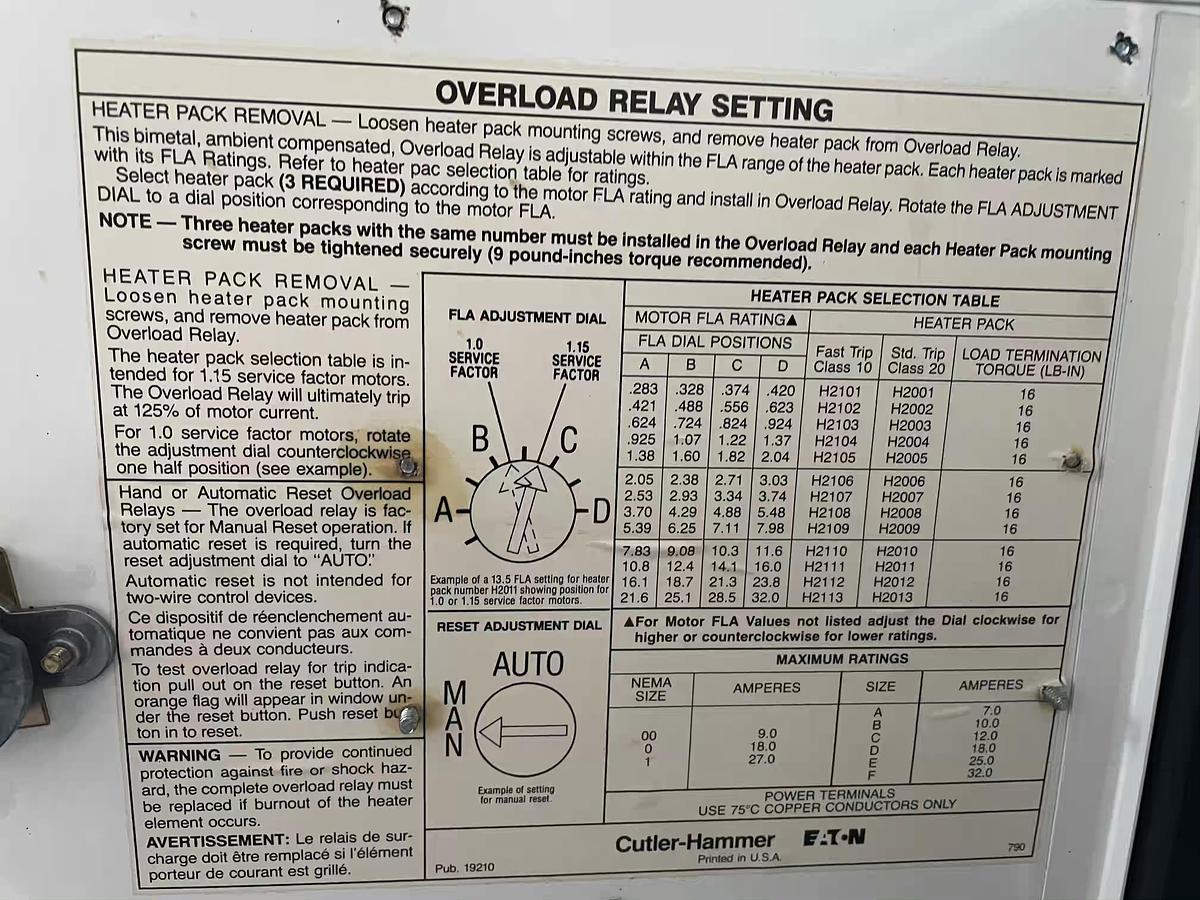 OVERLOAD RELAY SETTING
HEATER PACK REMOVAL — Loosen heater pack mounting screws, and remove heater pack from Overload Relay.
This bimetal, ambient compensated, Overload Relay is adjustable within the FLA range of the heater pack. Each heater pack is marked
with its FLA Ratings. Refer to heater pac selection table for ratings.
Select heater pack (3 REQUIRED) according to the motor FLA rating and install in Overload Relay. Rotate the FLA ADJUSTMENT
DIAL to a dial position corresponding to the motor FLA.
NOTE — Three heater packs with the same number must be installed in the Overload Relay and each Heater Pack mounting
screw must be tightened securely (9 pound-inches torque recommended).
HEATER PACK REMOVAL —
Loosen heater pack mounting
screws, and remove heater pack from
Overload Relay.
The heater pack selection table is in-
tended for 1.15 service factor motors.
The Overload Relay will ultimately trip
at 125% of motor current.
For 1.0 service factor motors, rotate
the adjustment dial counterclockwise
one half position (see example).
Hand or Automatic Reset Overload
Relays — The overload relay is fac-
tory set for Manual Reset operation. If
automatic reset is required, turn the
reset adjustment dial to “AUTO.”
Automatic reset is not intended for
two-wire control devices.
Ce dispositif de réenclenchement au-
tomatique ne convient pas aux com-
mandes à deux conducteurs.
To test overload relay for trip indica-
tion pull out on the reset button. An
orange flag will appear in window un-
der the reset button. Push reset but-
ton in to reset.
WARNING — To provide continued
protection against fire or shock haz-
ard, the complete overload relay must
be replaced if burnout of the heater
element occurs.
AVERTISSEMENT: Le relais de sur-
charge doit être remplacé si l'élément
porteur de courant est grillé.
FLA ADJUSTMENT DIAL
1.0 SERVICE FACTOR
1.15 SERVICE FACTOR
B C
A D
Example of a 13.5 FLA setting for heater
pack number H2011 showing position for
1.0 or 1.15 service factor motors.
RESET ADJUSTMENT DIAL
AUTO
MAN
Example of setting
for manual reset.
HEATER PACK SELECTION TABLE
MOTOR FLA RATING▲ HEATER PACK
FLA DIAL POSITIONS Fast Trip Class 10 Std. Trip Class 20 LOAD TERMINATION TORQUE (LB-IN)
A B C D
.283 .328 .374 .420 H2101 H2001 16
.421 .488 .556 .623 H2102 H2002 16
.624 .724 .824 .924 H2103 H2003 16
.925 1.07 1.22 1.37 H2104 H2004 16
1.38 1.60 1.82 2.04 H2105 H2005 16
2.05 2.38 2.71 3.03 H2106 H2006 16
2.53 2.93 3.34 3.74 H2107 H2007 16
3.70 4.29 4.88 5.48 H2108 H2008 16
5.39 6.25 7.11 7.98 H2109 H2009 16
7.83 9.08 10.3 11.6 H2110 H2010 16
10.8 12.4 14.1 16.0 H2111 H2011 16
16.1 18.7 21.3 23.8 H2112 H2012 16
21.6 25.1 28.5 32.0 H2113 H2013 16
▲For Motor FLA Values not listed adjust the Dial clockwise for
higher or counterclockwise for lower ratings.
MAXIMUM RATINGS
NEMA SIZE AMPERES SIZE AMPERES
A 7.0
B 10.0
00 9.0 C 12.0
0 18.0 D 18.0
1 27.0 E 25.0
F 32.0
POWER TERMINALS
USE 75°C COPPER CONDUCTORS ONLY
Cutler-Hammer EATON
Printed in U.S.A.
Pub. 19210
790